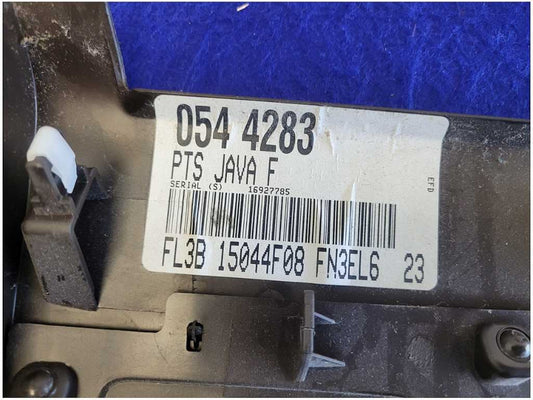 054 4283
PTS JAVA F
EFD
SERIAL (S) 16927785
FL3B 15044F08 FN3EL6 23